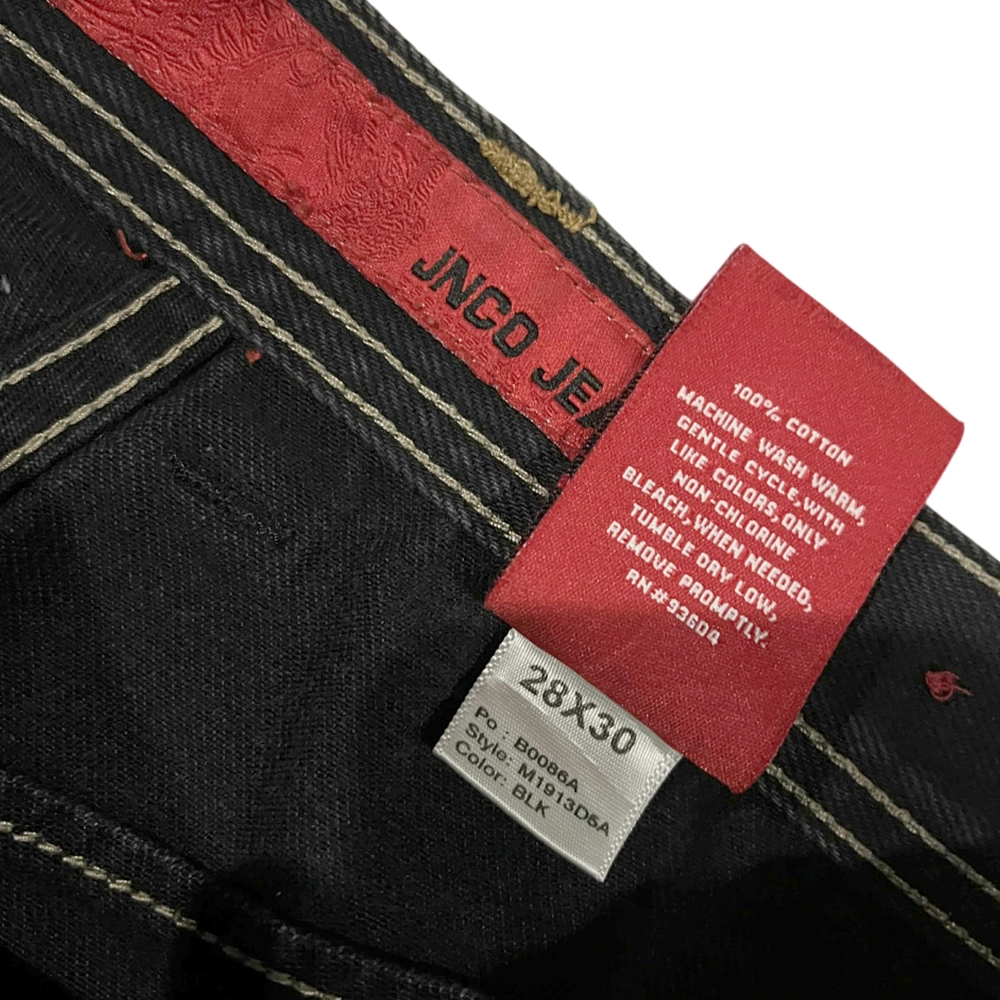 JNCO JEA
100% COTTON
MACHINE WASH WARM,
GENTLE CYCLE, WITH
LIKE COLORS, ONLY
NON-CHLORINE
BLEACH, WHEN NEEDED,
TUMBLE DRY LOW,
REMOVE PROMPTLY.
RN#93604
28X30
Po : B0086A
Style: M1913D6A
Color: BLK